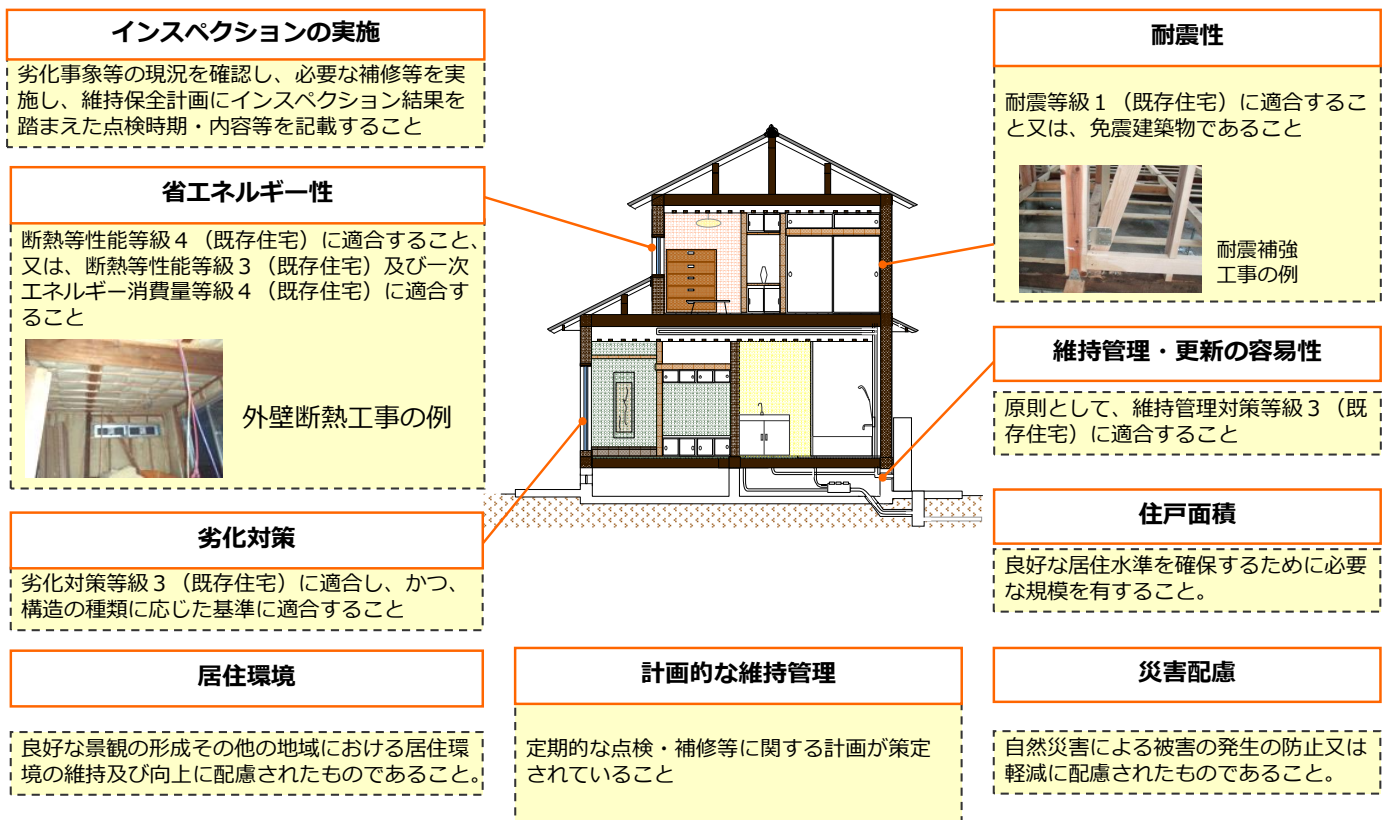 インスペクションの実施
劣化事象等の現況を確認し、必要な補修等を実
施し、維持保全計画にインスペクション結果を
踏まえた点検時期・内容等を記載すること
省エネルギー性
断熱等性能等級４（既存住宅）に適合すること、
又は、断熱等性能等級３（既存住宅）及び一次
エネルギー消費量等級４（既存住宅）に適合す
ること
外壁断熱工事の例
劣化対策
劣化対策等級３（既存住宅）に適合し、かつ、
構造の種類に応じた基準に適合すること
居住環境
良好な景観の形成その他の地域における居住環
境の維持及び向上に配慮されたものであること。
計画的な維持管理
定期的な点検・補修等に関する計画が策定
されていること
耐震性
耐震等級１（既存住宅）に適合するこ
と又は、免震建築物であること
耐震補強
工事の例
維持管理・更新の容易性
原則として、維持管理対策等級３（既
存住宅）に適合すること
住戸面積
良好な居住水準を確保するために必要
な規模を有すること。
災害配慮
自然災害による被害の発生の防止又は
軽減に配慮されたものであること。